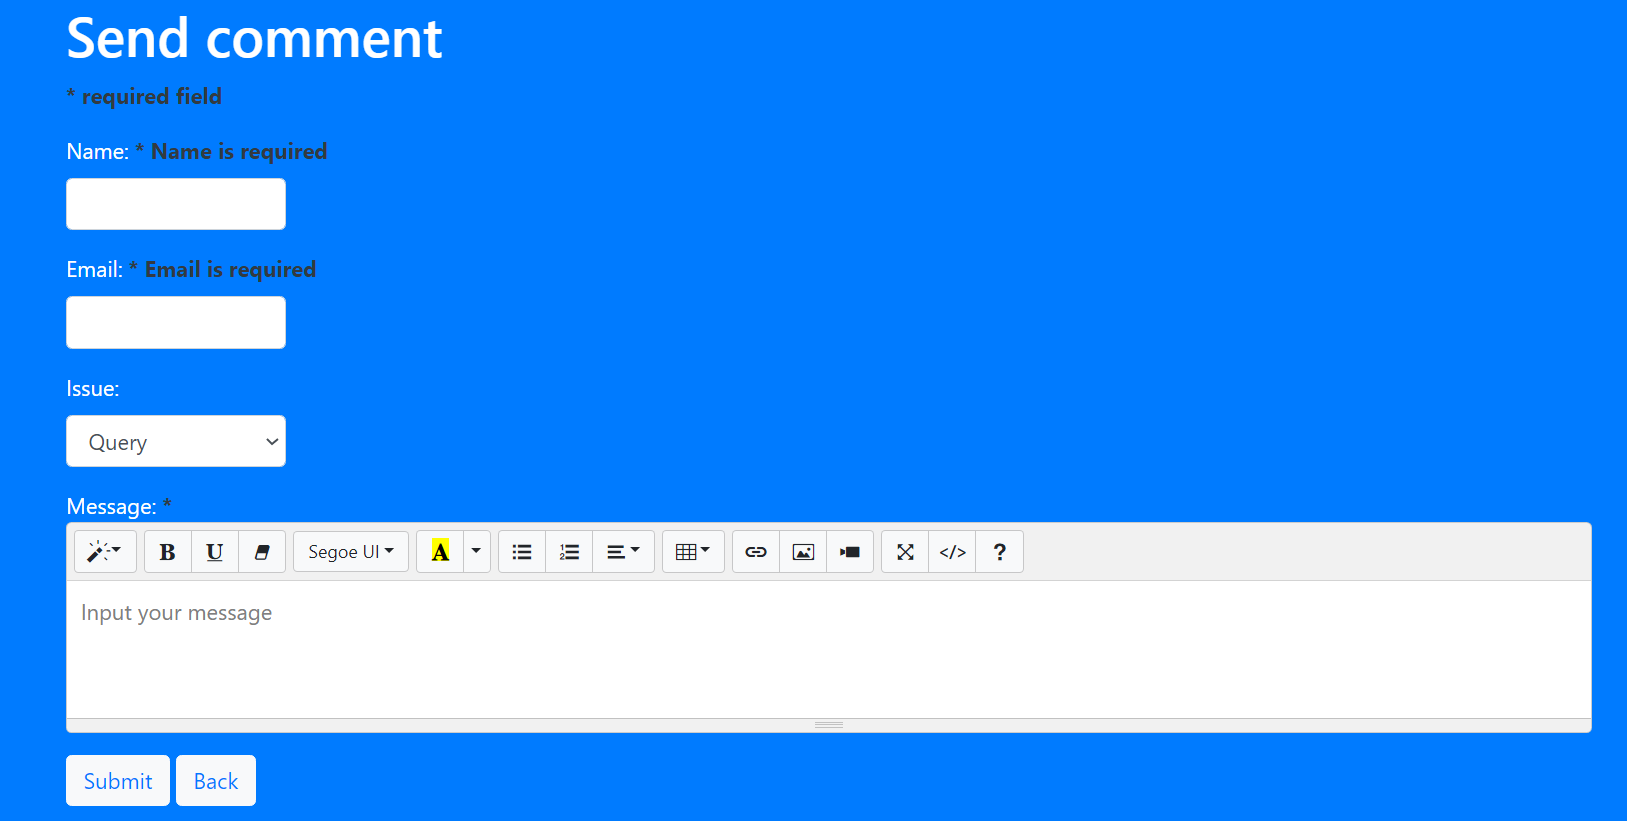 Send comment
* required field
Name: * Name is required
Email: * Email is required
Issue:
Query
Message: *
B U Segoe UI A </> ?
Input your message
Submit Back